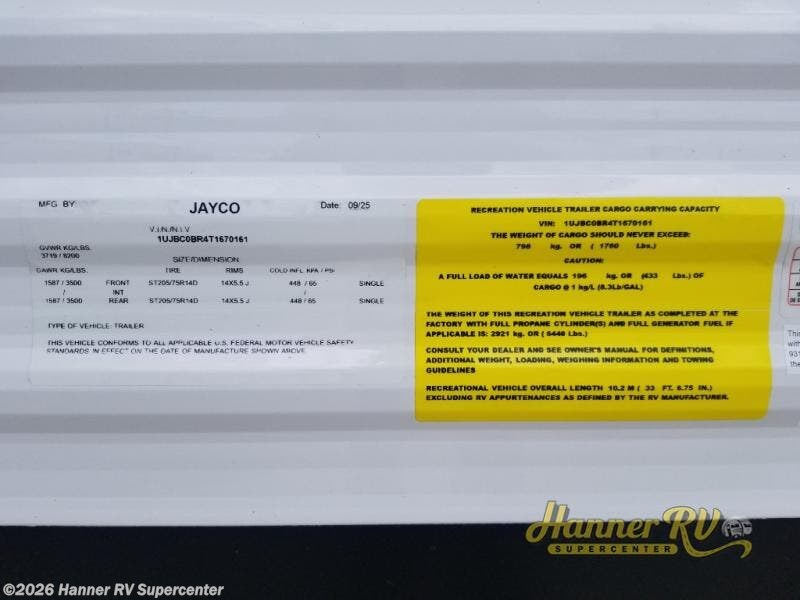 MFG BY:
JAYCO
Date: 09/25
V.I.N./N.I.V
1UJBC0BR4T1670161
GVWR KG/LBS.
3719 / 8200
SIZE/DIMENSION
GAWR KG/LBS. TIRE RIMS COLD INFL. KPA / PSI
1587 / 3500 FRONT ST205/75R14D 14X5.5 J 448 / 65 SINGLE
/ INT /
1587 / 3500 REAR ST205/75R14D 14X5.5 J 448 / 65 SINGLE
TYPE OF VEHICLE: TRAILER
THIS VEHICLE CONFORMS TO ALL APPLICABLE U.S. FEDERAL MOTOR VEHICLE SAFETY
STANDARDS IN EFFECT ON THE DATE OF MANUFACTURE SHOWN ABOVE.
RECREATION VEHICLE TRAILER CARGO CARRYING CAPACITY
VIN: 1UJBC0BR4T1670161
THE WEIGHT OF CARGO SHOULD NEVER EXCEED:
798 kg. OR ( 1760 Lbs.)
CAUTION:
A FULL LOAD OF WATER EQUALS 196 kg. OR (433 Lbs.) OF
CARGO @ 1 kg/L (8.3Lb/GAL)
THE WEIGHT OF THIS RECREATION VEHICLE TRAILER AS COMPLETED AT THE
FACTORY WITH FULL PROPANE CYLINDER(S) AND FULL GENERATOR FUEL IF
APPLICABLE IS: 2921 kg. OR ( 6440 Lbs.)
CONSULT YOUR DEALER AND SEE OWNER'S MANUAL FOR DEFINITIONS,
ADDITIONAL WEIGHT, LOADING, WEIGHING INFORMATION AND TOWING
GUIDELINES
RECREATIONAL VEHICLE OVERALL LENGTH 10.2 M ( 33 FT. 6.75 IN.)
EXCLUDING RV APPURTENANCES AS DEFINED BY THE RV MANUFACTURER.
This
with
931
the
Hanner RV
SUPERCENTER
©2026 Hanner RV Supercenter